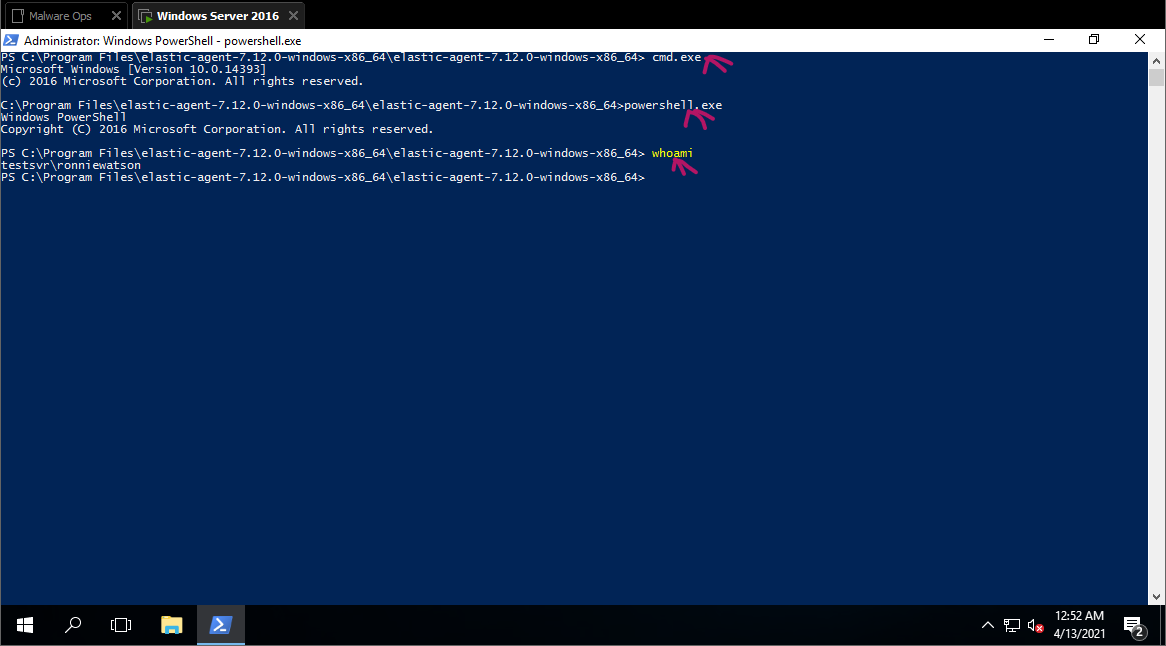 Malware Ops
Windows Server 2016
Administrator: Windows PowerShell - powershell.exe
PS C:\Program Files\elastic-agent-7.12.0-windows-x86_64\elastic-agent-7.12.0-windows-x86_64> cmd.exe
Microsoft Windows [Version 10.0.14393]
(c) 2016 Microsoft Corporation. All rights reserved.
C:\Program Files\elastic-agent-7.12.0-windows-x86_64\elastic-agent-7.12.0-windows-x86_64>powershell.exe
Windows PowerShell
Copyright (C) 2016 Microsoft Corporation. All rights reserved.
PS C:\Program Files\elastic-agent-7.12.0-windows-x86_64\elastic-agent-7.12.0-windows-x86_64> whoami
testsvr\ronniewatson
PS C:\Program Files\elastic-agent-7.12.0-windows-x86_64\elastic-agent-7.12.0-windows-x86_64>
12:52 AM
4/13/2021
2